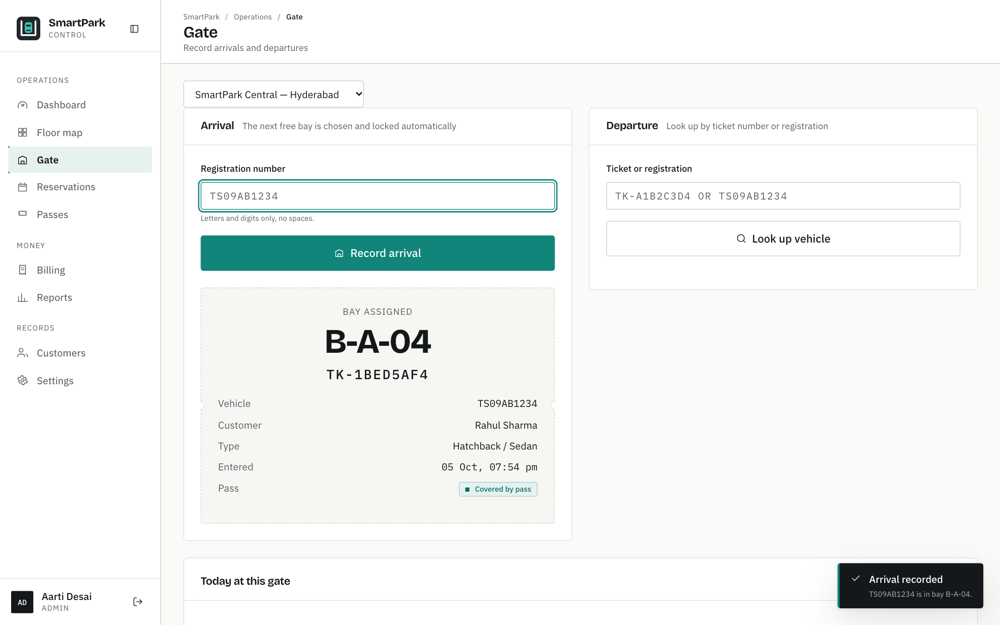 SmartPark
CONTROL
OPERATIONS
Dashboard
Floor map
Gate
Reservations
Passes
MONEY
Billing
Reports
RECORDS
Customers
Settings
AD
Aarti Desai
ADMIN
SmartPark / Operations / Gate
Gate
Record arrivals and departures
SmartPark Central — Hyderabad
Arrival The next free bay is chosen and locked automatically
Registration number
TS09AB1234
Letters and digits only, no spaces.
Record arrival
BAY ASSIGNED
B-A-04
TK-1BED5AF4
Vehicle TS09AB1234
Customer Rahul Sharma
Type Hatchback / Sedan
Entered 05 Oct, 07:54 pm
Pass Covered by pass
Departure Look up by ticket number or registration
Ticket or registration
TK-A1B2C3D4 OR TS09AB1234
Look up vehicle
Today at this gate
Arrival recorded
TS09AB1234 is in bay B-A-04.